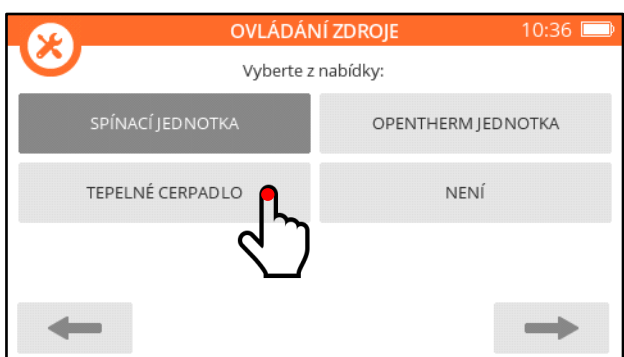 OVLÁDÁNÍ ZDROJE 10:36
Vyberte z nabídky:
SPÍNACÍ JEDNOTKA OPENTHERM JEDNOTKA
TEPELNÉ CERPADLO NENÍ